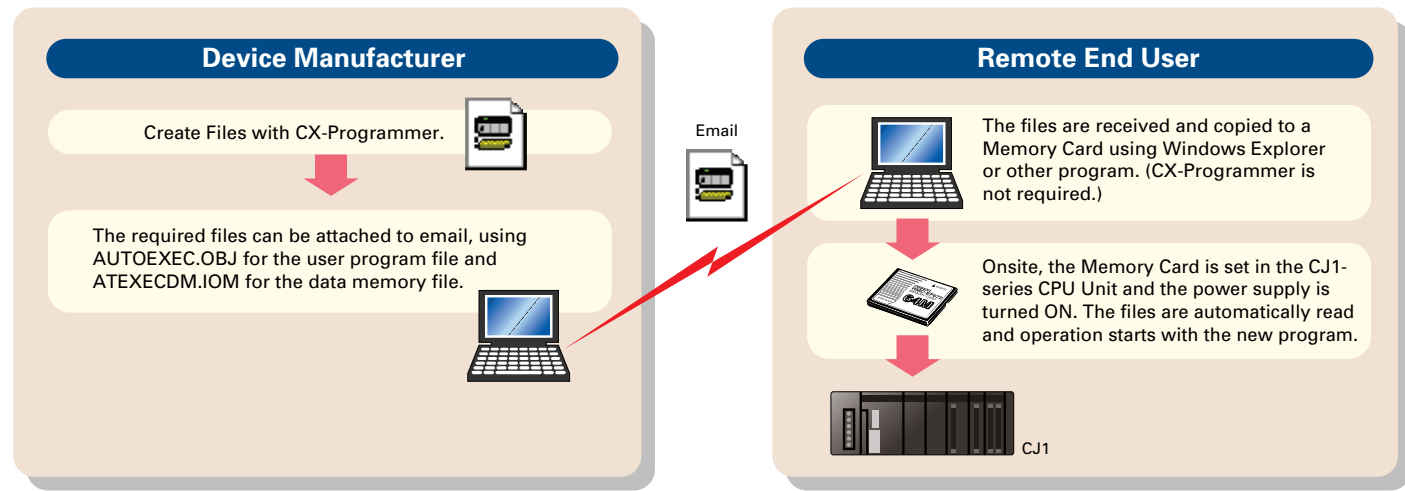 Device Manufacturer
Create Files with CX-Programmer.
The required files can be attached to email, using
AUTOEXEC.OBJ for the user program file and
ATEXECDM.IOM for the data memory file.
Email
Remote End User
The files are received and copied to a
Memory Card using Windows Explorer
or other program. (CX-Programmer is
not required.)
Onsite, the Memory Card is set in the CJ1-
series CPU Unit and the power supply is
turned ON. The files are automatically read
and operation starts with the new program.
64M
CJ1